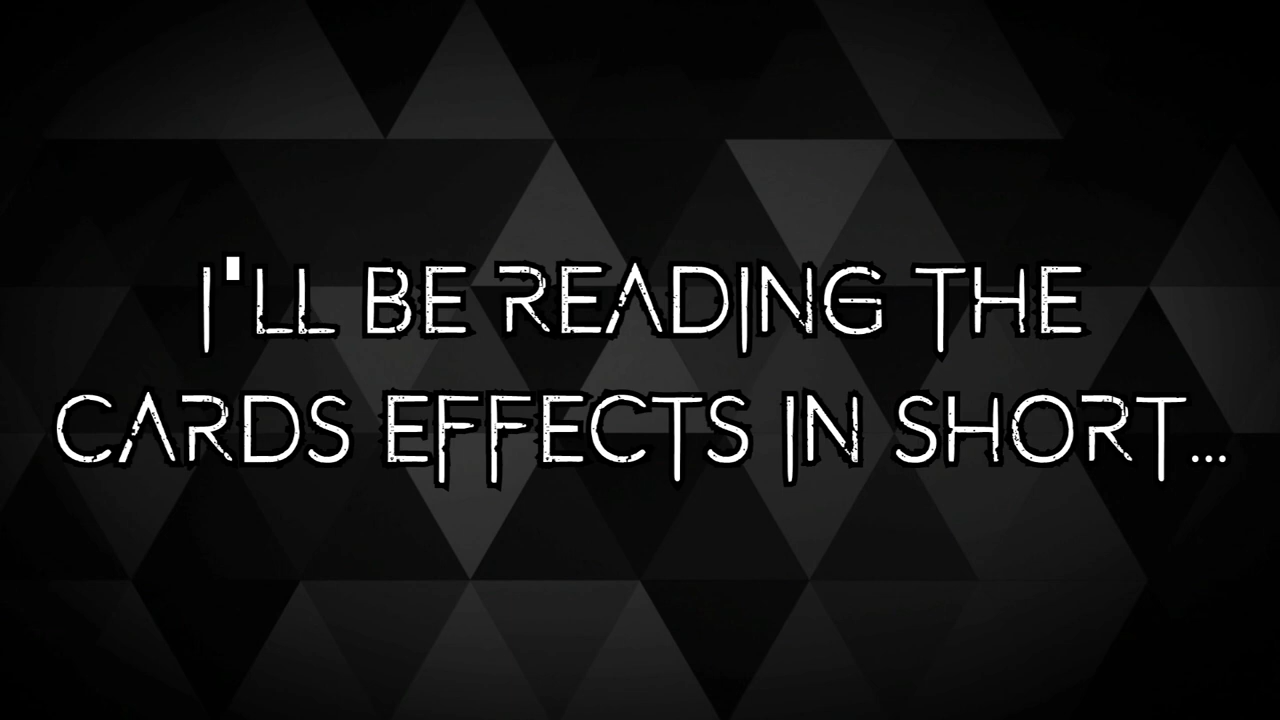 I'LL BE READING THE
CARDS EFFECTS IN SHORT...